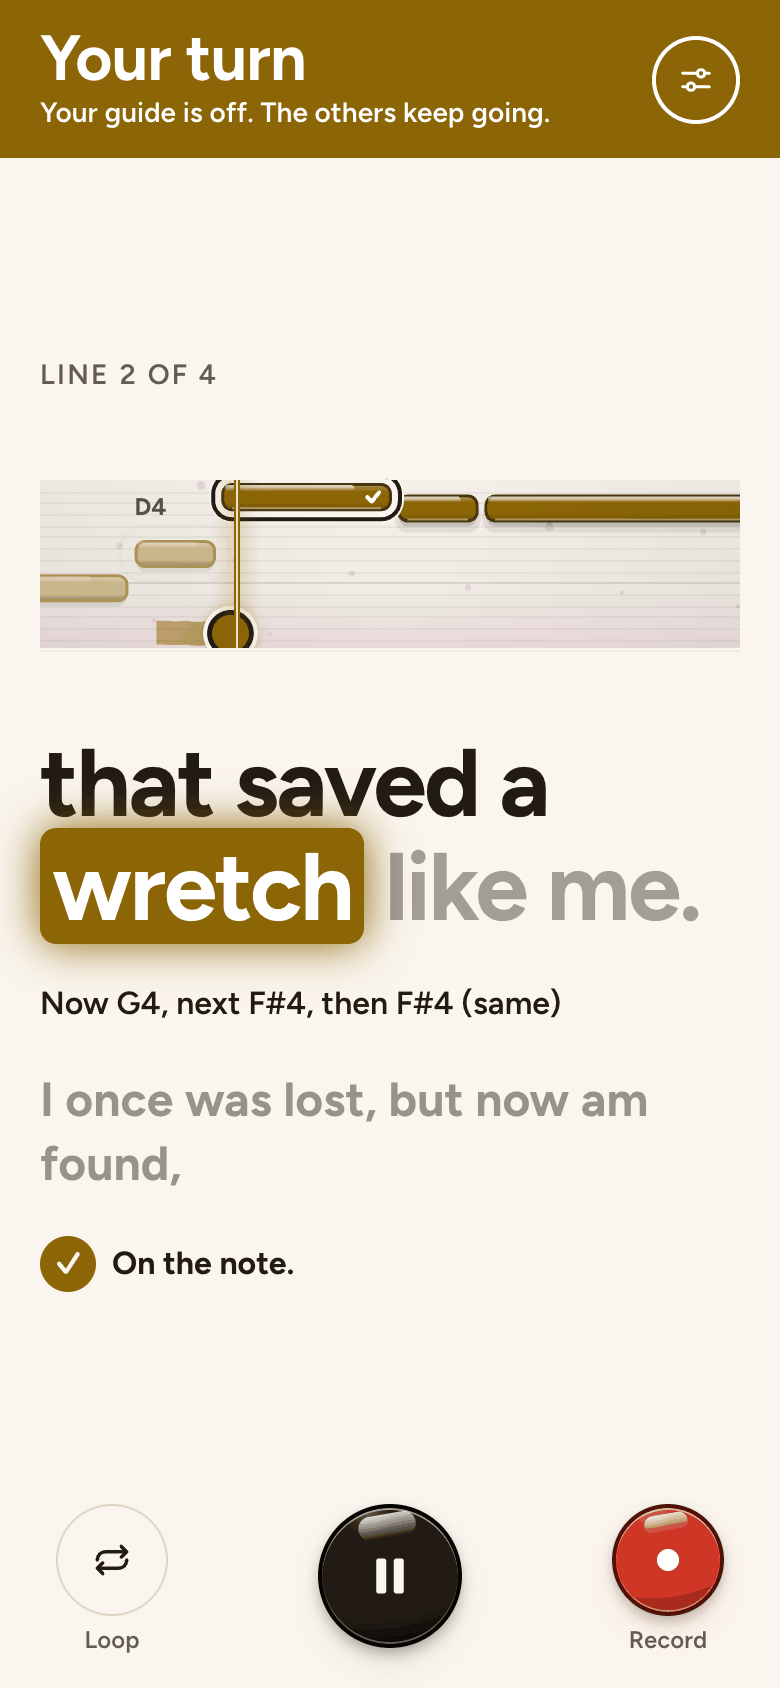 Your turn
Your guide is off. The others keep going.
LINE 2 OF 4
D4
that saved a
wretch like me.
Now G4, next F#4, then F#4 (same)
I once was lost, but now am
found,
On the note.
Loop
Record